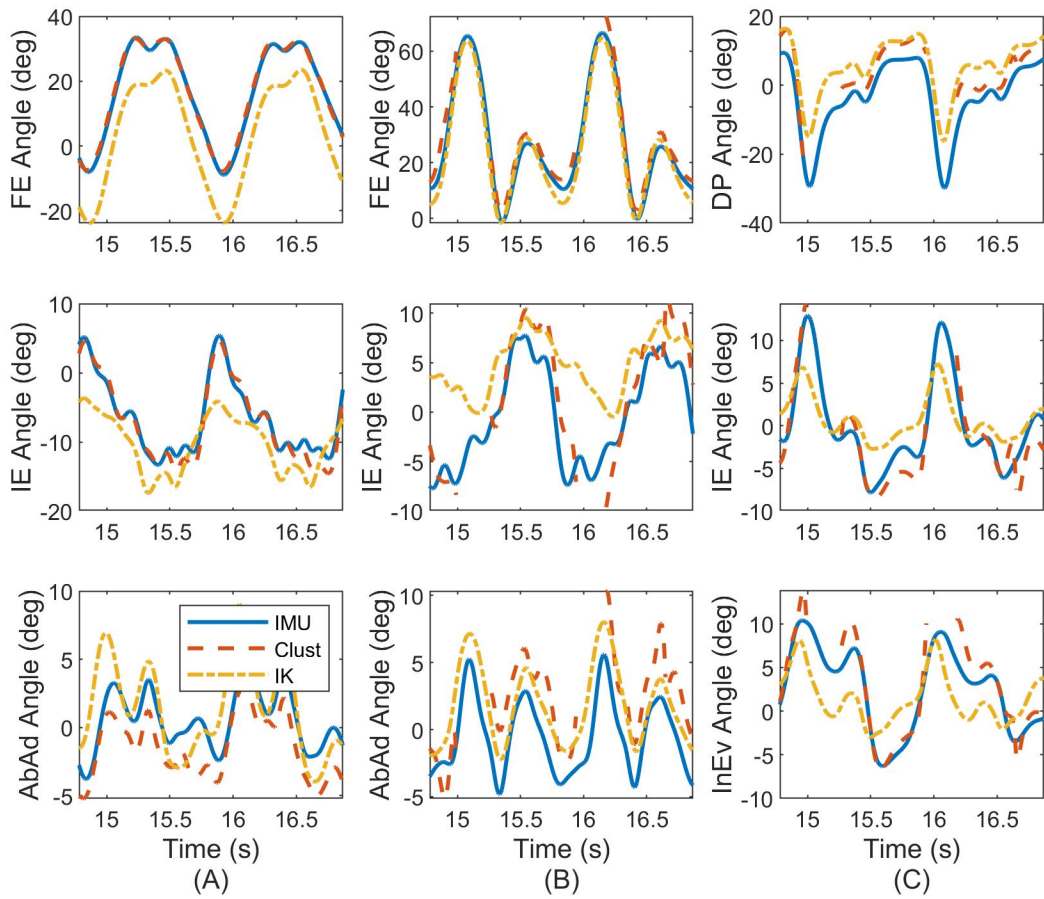 40
20
0
-20
FE Angle (deg)
15 15.5 16 16.5
60
40
20
0
FE Angle (deg)
15 15.5 16 16.5
20
0
-20
-40
DP Angle (deg)
15 15.5 16 16.5
10
0
-10
-20
IE Angle (deg)
15 15.5 16 16.5
10
5
0
-5
-10
IE Angle (deg)
15 15.5 16 16.5
10
5
0
-5
-10
IE Angle (deg)
15 15.5 16 16.5
10
5
0
-5
AbAd Angle (deg)
IMU
Clust
IK
15 15.5 16 16.5
Time (s)
(A)
10
5
0
-5
AbAd Angle (deg)
15 15.5 16 16.5
Time (s)
(B)
10
5
0
-5
-10
InEv Angle (deg)
15 15.5 16 16.5
Time (s)
(C)